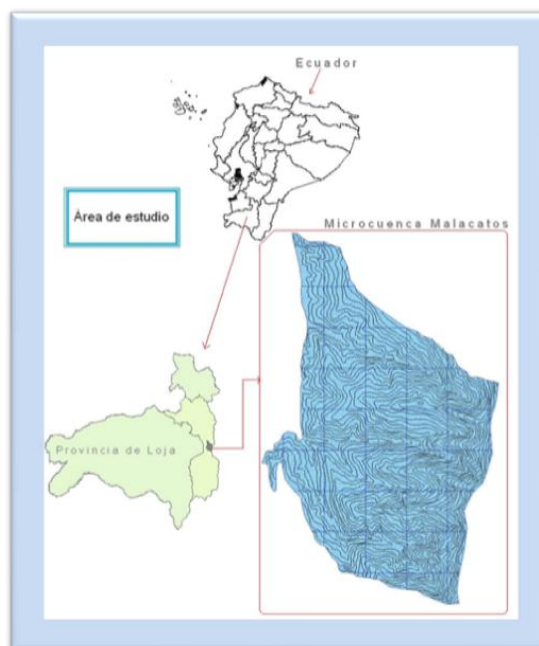 Ecuador
Área de estudio
Microcuenca Malacatos
Provincia de Loja